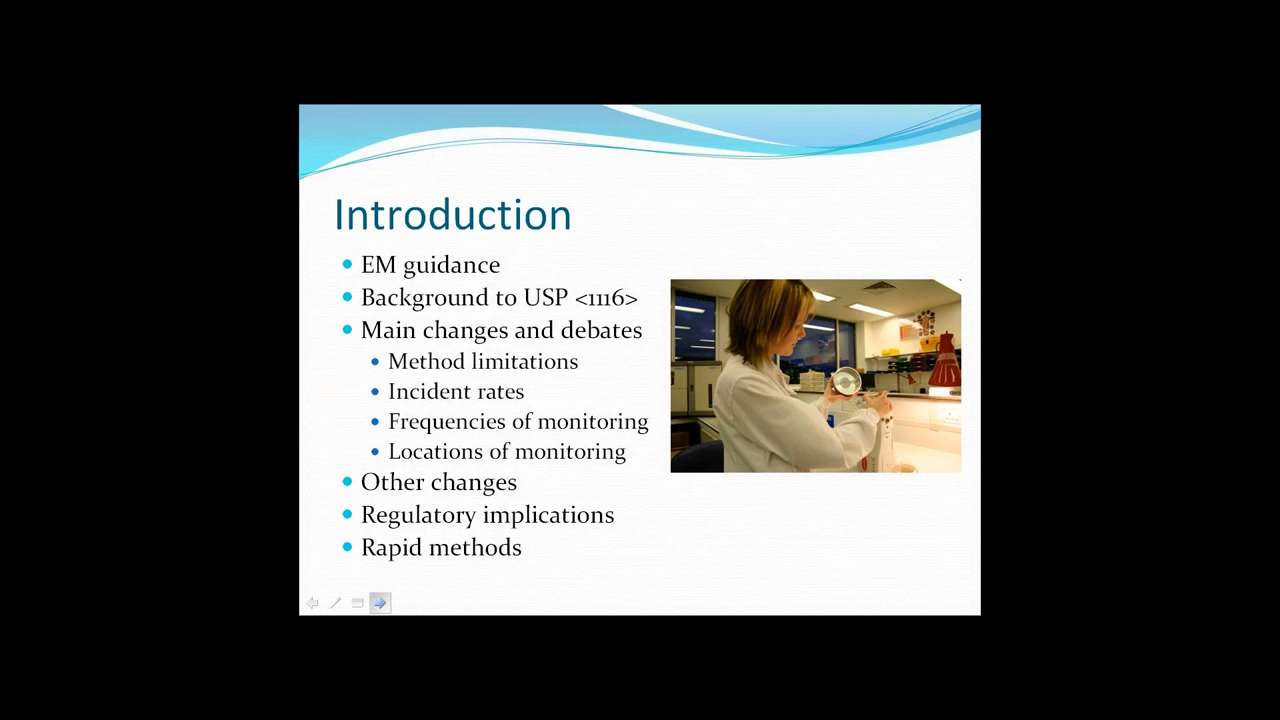 Introduction
EM guidance
Background to USP <1116>
Main changes and debates
Method limitations
Incident rates
Frequencies of monitoring
Locations of monitoring
Other changes
Regulatory implications
Rapid methods